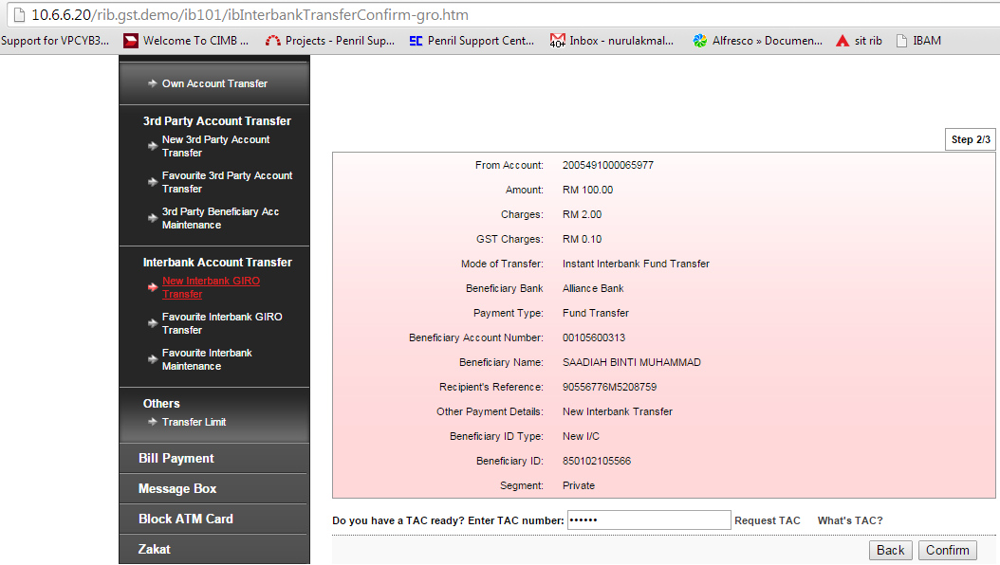 10.6.6.20/rib.gst.demo/ib101/ibInterbankTransferConfirm-gro.htm
Support for VPCYB3... Welcome To CIMB ... Projects - Penril Sup... Penril Support Cent... 40+ Inbox - nurulakmal... Alfresco » Documen... sit rib IBAM
Own Account Transfer
3rd Party Account Transfer
New 3rd Party Account
Transfer
Favourite 3rd Party Account
Transfer
3rd Party Beneficiary Acc
Maintenance
Interbank Account Transfer
New Interbank GIRO
Transfer
Favourite Interbank GIRO
Transfer
Favourite Interbank
Maintenance
Others
Transfer Limit
Bill Payment
Message Box
Block ATM Card
Zakat
Step 2/3
From Account: 2005491000065977
Amount: RM 100.00
Charges: RM 2.00
GST Charges: RM 0.10
Mode of Transfer: Instant Interbank Fund Transfer
Beneficiary Bank Alliance Bank
Payment Type: Fund Transfer
Beneficiary Account Number: 00105600313
Beneficiary Name: SAADIAH BINTI MUHAMMAD
Recipient's Reference: 90556776M5208759
Other Payment Details: New Interbank Transfer
Beneficiary ID Type: New I/C
Beneficiary ID: 850102105566
Segment: Private
Do you have a TAC ready? Enter TAC number: •••••• Request TAC What's TAC?
Back Confirm